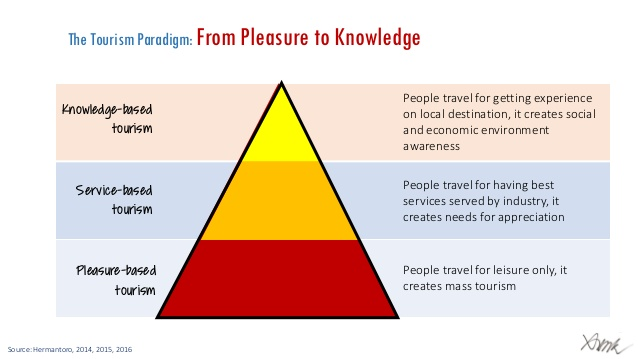 The Tourism Paradigm: From Pleasure to Knowledge
Knowledge-based
tourism
People travel for getting experience
on local destination, it creates social
and economic environment
awareness
Service-based
tourism
People travel for having best
services served by industry, it
creates needs for appreciation
Pleasure-based
tourism
People travel for leisure only, it
creates mass tourism
Source: Hermantoro, 2014, 2015, 2016